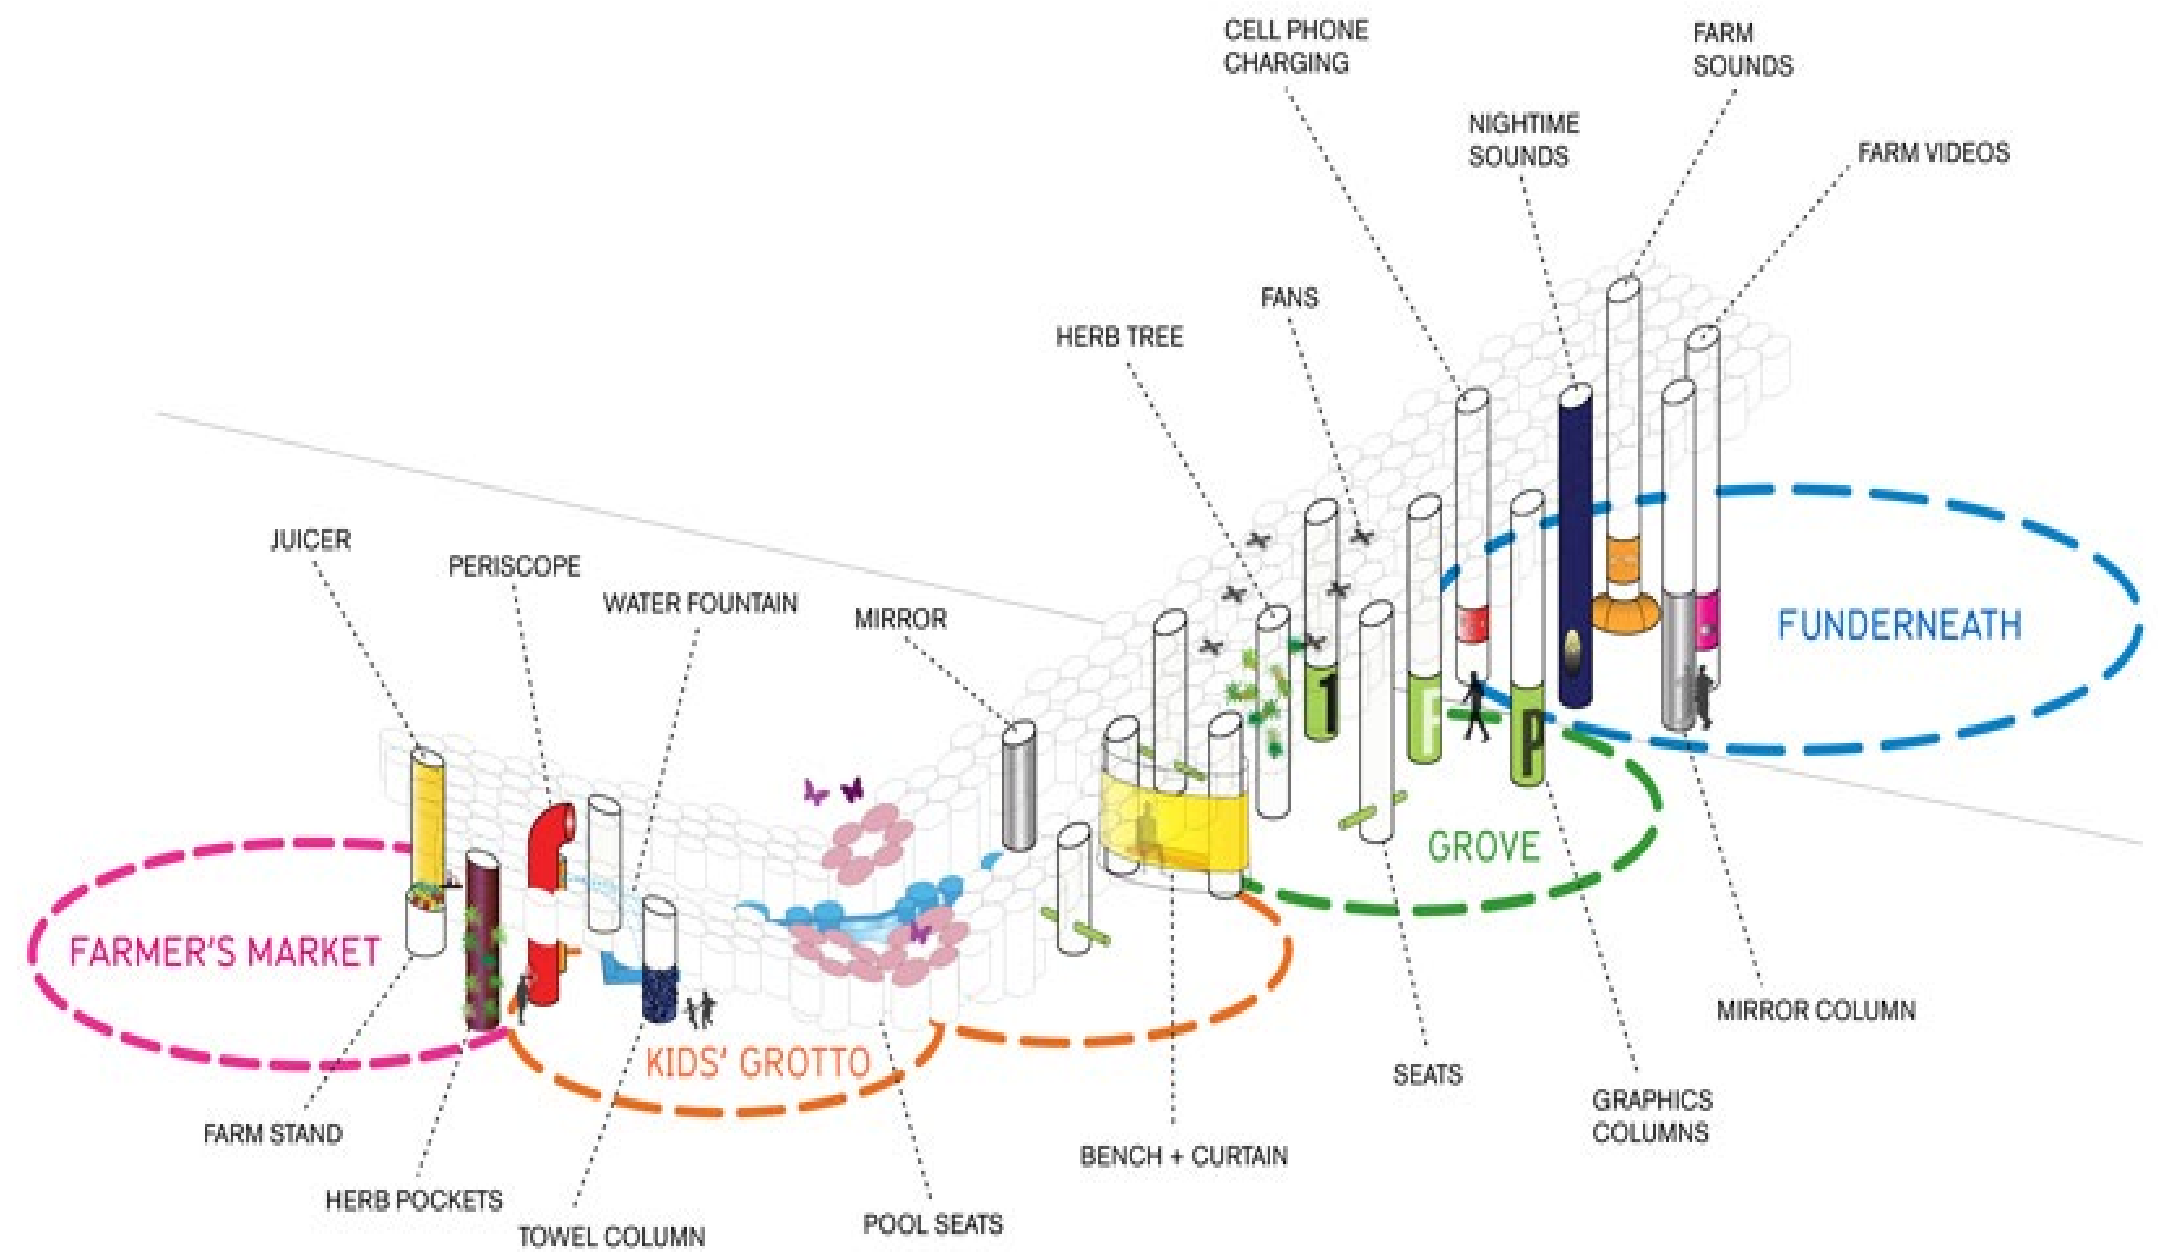 CELL PHONE
CHARGING
FARM
SOUNDS
NIGHTIME
SOUNDS
FARM VIDEOS
FANS
HERB TREE
JUICER
PERISCOPE
WATER FOUNTAIN
MIRROR
FUNDERNEATH
1
F
P
GROVE
FARMER'S MARKET
KIDS' GROTTO
MIRROR COLUMN
SEATS
GRAPHICS
COLUMNS
FARM STAND
BENCH + CURTAIN
HERB POCKETS
TOWEL COLUMN
POOL SEATS